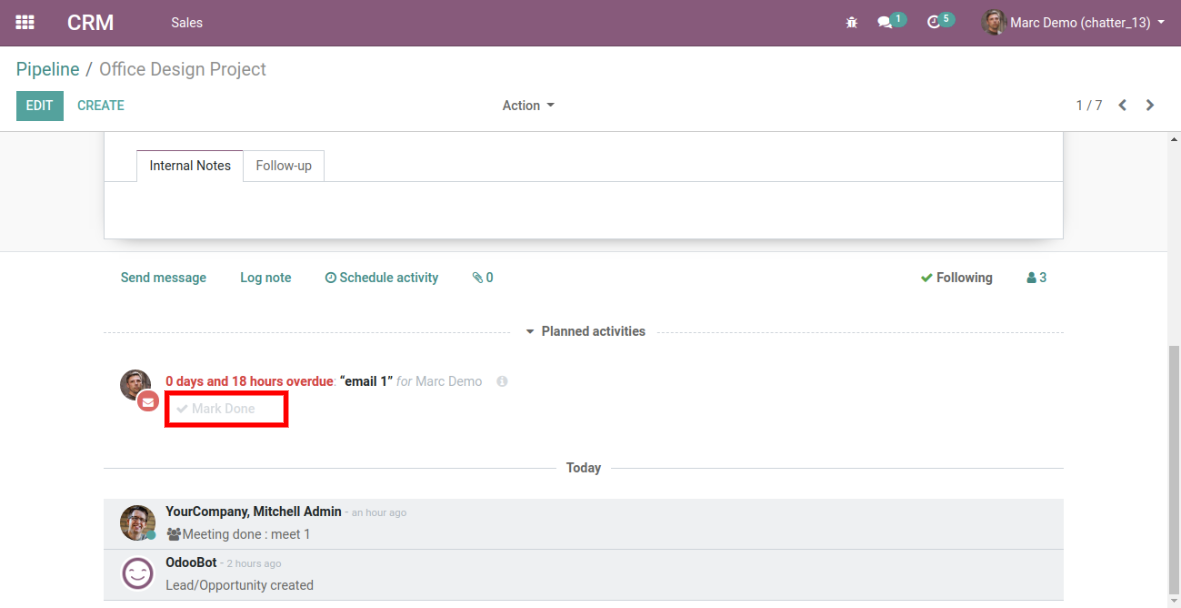 CRM Sales 1 5 Marc Demo (chatter_13)
Pipeline / Office Design Project
EDIT CREATE Action 1 / 7
Internal Notes Follow-up
Send message Log note Schedule activity 0 Following 3
Planned activities
0 days and 18 hours overdue: “email 1” for Marc Demo
Mark Done
Today
YourCompany, Mitchell Admin - an hour ago
Meeting done : meet 1
OdooBot - 2 hours ago
Lead/Opportunity created